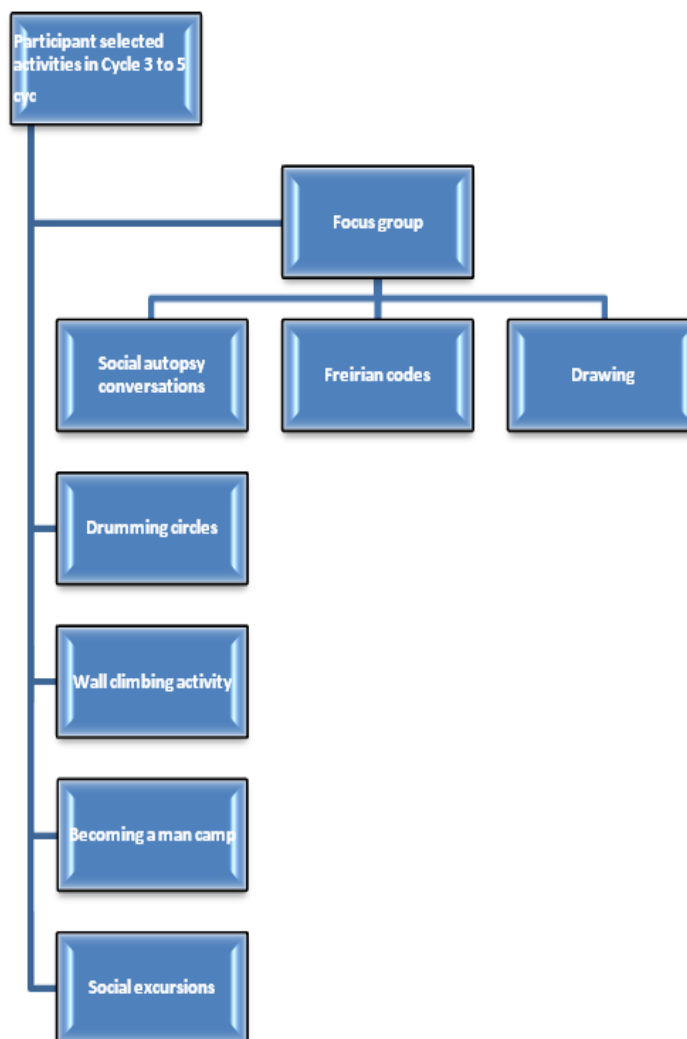 Participant selected
activities in Cycle 3 to 5
cyc
Focus group
Social autopsy
conversations
Freirian codes
Drawing
Drumming circles
Wall climbing activity
Becoming a man camp
Social excursions